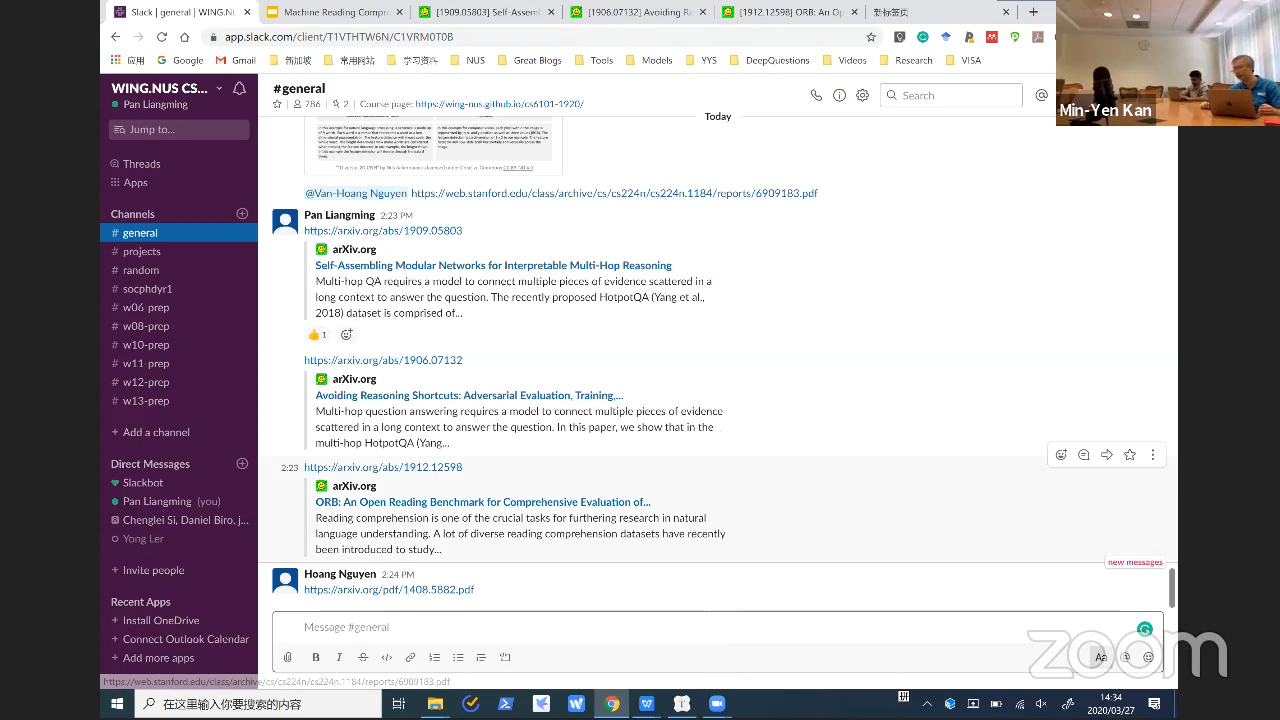 Machine Reading Co
[1909.05803] Self-Assembl
[1906.07132] Avoiding Re
[1912.12598] ORB: An Op
新标签页
app.slack.com/client/T1VHTW6N/C1VRM0TDB
应用
Google
新加坡
常用网站
学习资料
NUS
Datasets
Tools
Models
YYS
DeepQuestions
Videos
Research
Min-Yen Kan
WING.NUS CS...
Pan Liangming
#general
786
2
Course page: https://wing-nus.github.io/cs6101-1920/
Search
Jump to...
Today
Threads
Apps
Channels
# general
# projects
# random
# socphdyr1
# w06-prep
# w08-prep
# w10-prep
# w11-prep
# w12-prep
# w13-prep
+ Add a channel
Direct Messages
Slackbot
Pan Liangming (you)
Chenglei Si, Daniel Biro, j...
Yong Ler
+ Invite people
Recent Apps
+ Install OneDrive
+ Connect Outlook Calendar
+ Add more apps
@Van-Hoang Nguyen https://web.stanford.edu/class/archive/cs/cs224n/cs224n.1184/reports/6909183.pdf
Pan Liangming 2:23 PM
https://arxiv.org/abs/1909.05803
arXiv.org
Self-Assembling Modular Networks for Interpretable Multi-Hop Reasoning
Multi-hop QA requires a model to connect multiple pieces of evidence scattered in a
long context to answer the question. The recently proposed HotpotQA (Yang et al.,
2018) dataset is comprised of...
1
https://arxiv.org/abs/1906.07132
arXiv.org
Avoiding Reasoning Shortcuts: Adversarial Evaluation, Training,...
Multi-hop question answering requires a model to connect multiple pieces of evidence
scattered in a long context to answer the question. In this paper, we show that in the
multi-hop HotpotQA (Yang...
2:23 https://arxiv.org/abs/1912.12598
arXiv.org
ORB: An Open Reading Benchmark for Comprehensive Evaluation of...
Reading comprehension is one of the crucial tasks for furthering research in natural
language understanding. A lot of diverse reading comprehension datasets have recently
been introduced to study...
new messages
Hoang Nguyen 2:24 PM
https://arxiv.org/pdf/1408.5882.pdf
Message #general
Aa
zoom
https://web.stanford.edu/class/archive/cs/cs224n/cs224n.1184/reports/6909183.pdf
在这里输入你要搜索的内容
14:34
2020/03/27